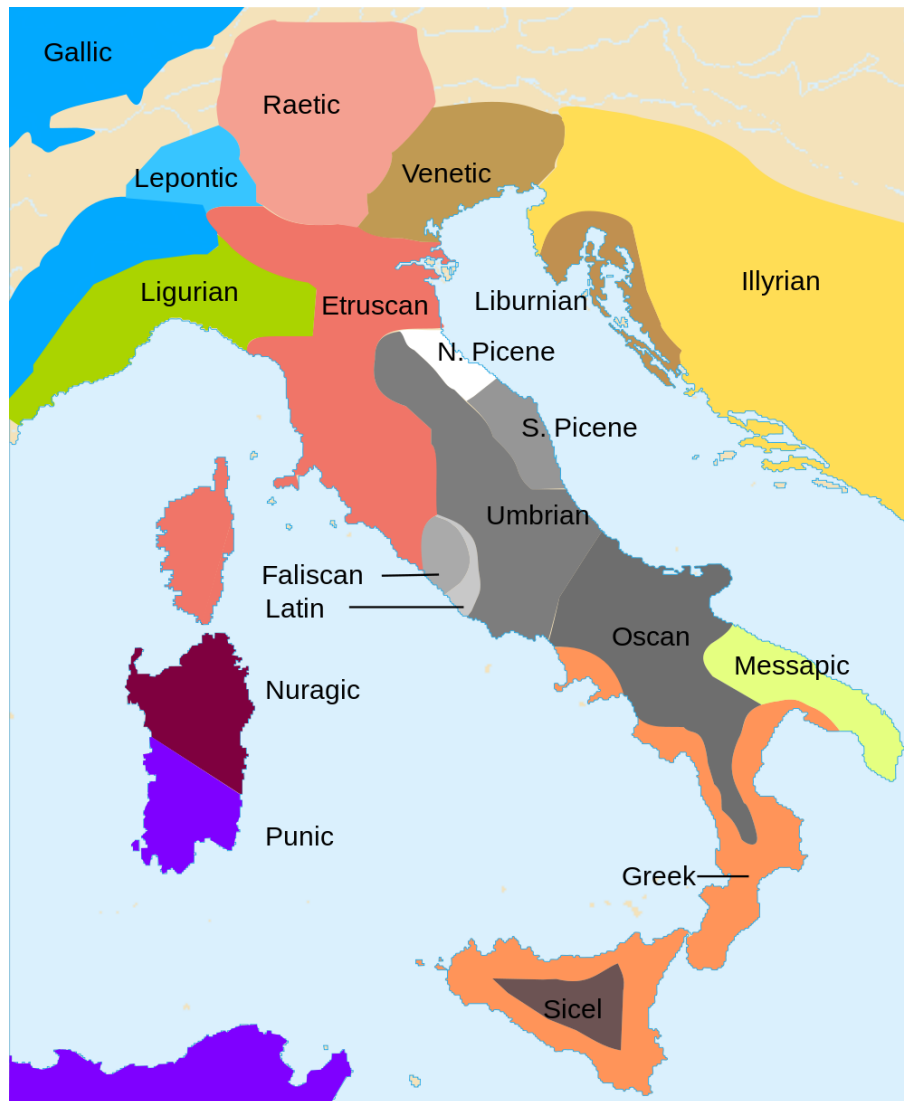 Gallic
Raetic
Lepontic
Venetic
Ligurian
Etruscan
Liburnian
Illyrian
N. Picene
S. Picene
Umbrian
Faliscan
Latin
Oscan
Messapic
Nuragic
Punic
Greek
Sicel